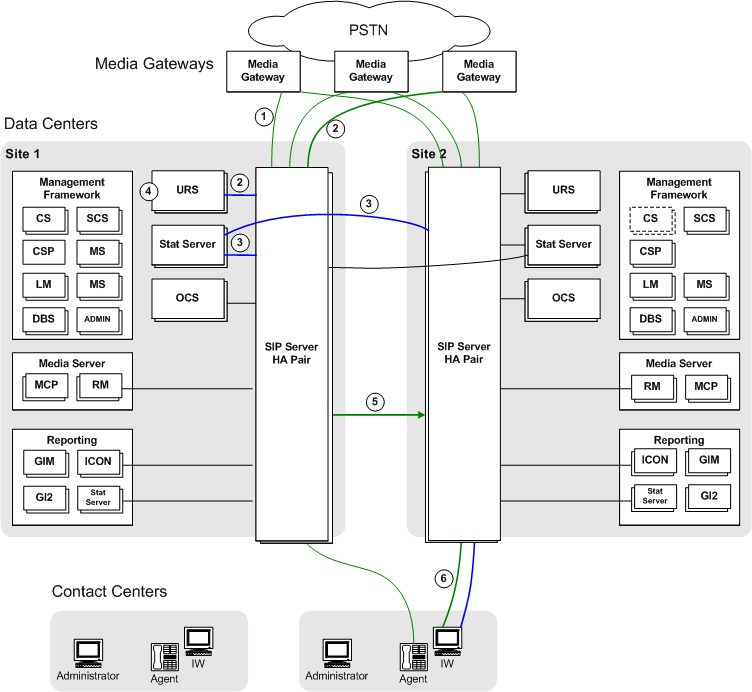 PSTN
Media Gateways
Media
Gateway
Media
Gateway
Media
Gateway
1
2
Data Centers
Site 1
Management
Framework
CS
SCS
CSP
MS
LM
MS
DBS
ADMIN
Media Server
MCP
RM
Reporting
GIM
ICON
GI2
Stat
Server
4
URS
2
Stat Server
3
OCS
SIP Server
HA Pair
3
5
Site 2
SIP Server
HA Pair
URS
Stat Server
OCS
Management
Framework
CS
SCS
CSP
LM
MS
DBS
ADMIN
Media Server
RM
MCP
Reporting
ICON
GIM
Stat
Server
GI2
6
Contact Centers
Administrator
Agent
IW
Administrator
Agent
IW